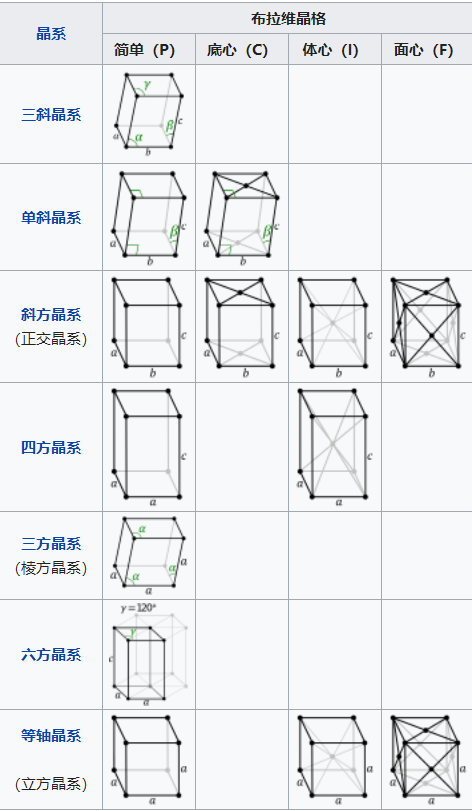 晶系
布拉维晶格
简单（P）
底心（C）
体心（I）
面心（F）
三斜晶系
γ
a
α
β
c
b
单斜晶系
a
β
c
b
a
β
c
b
斜方晶系
(正交晶系)
a
c
b
a
c
b
a
c
b
a
c
b
四方晶系
a
c
a
a
c
a
三方晶系
(棱方晶系)
α
a
α
α
a
a
六方晶系
γ = 120°
γ
c
a
a
等轴晶系
(立方晶系)
a
a
a
a
a
a
a
a
a